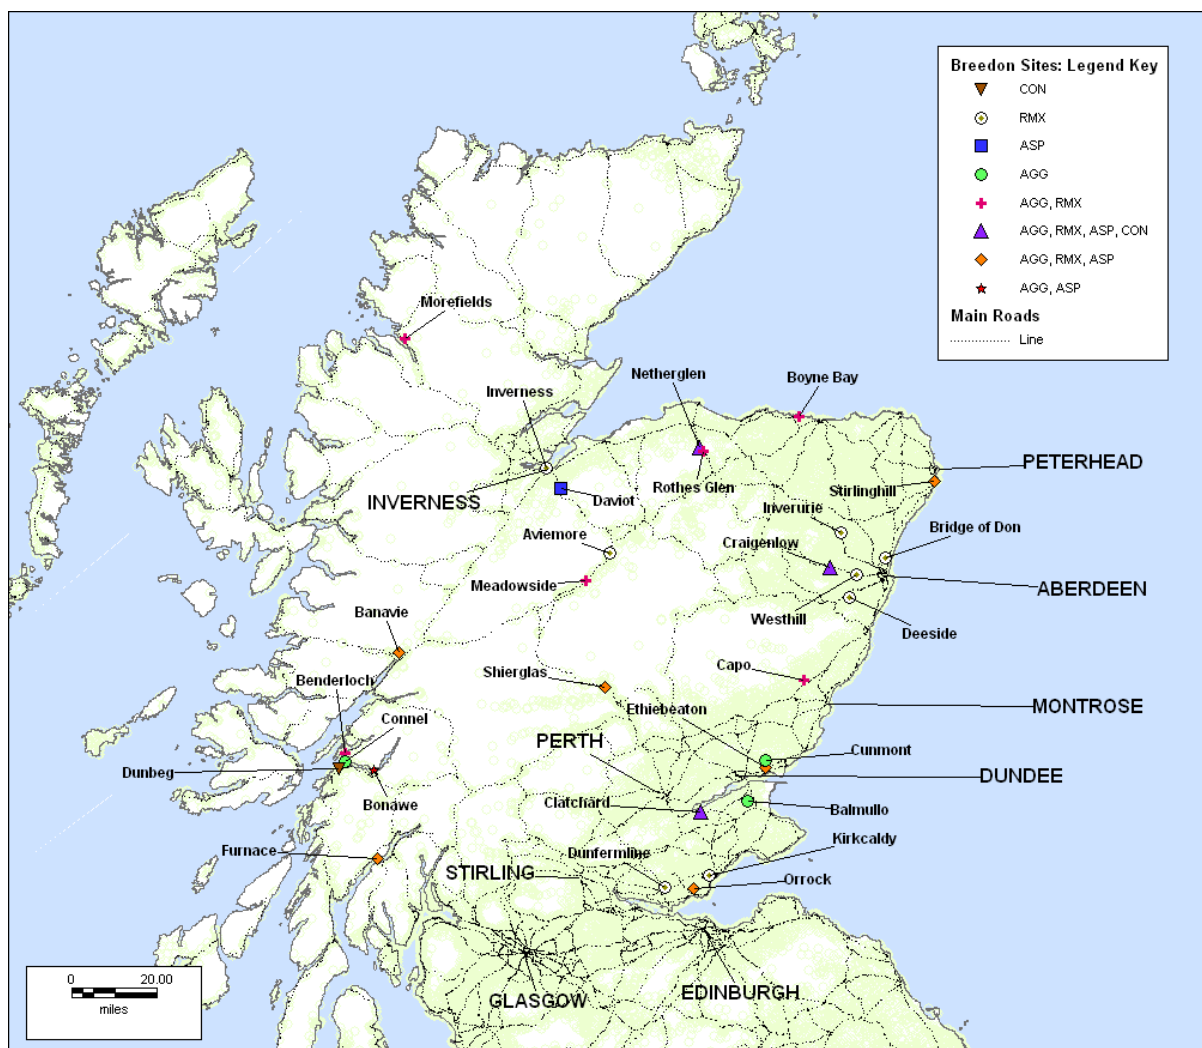 Breedon Sites: Legend Key
CON
RMX
ASP
AGG
AGG, RMX
AGG, RMX, ASP, CON
AGG, RMX, ASP
AGG, ASP
Main Roads
Line
Morefields
Inverness
Netherglen
Boyne Bay
PETERHEAD
INVERNESS
Daviot
Rothes Glen
Stirlinghill
Inverurie
Bridge of Don
Aviemore
Craigenlow
Meadowside
ABERDEEN
Westhill
Deeside
Banavie
Benderloch
Shierglas
Capo
Ethiebeaton
MONTROSE
Connel
PERTH
Cunmont
Dunbeg
DUNDEE
Bonawe
Clatchard
Balmullo
Furnace
Dunfermline
Kirkcaldy
STIRLING
Orrock
0 20.00
miles
GLASGOW
EDINBURGH